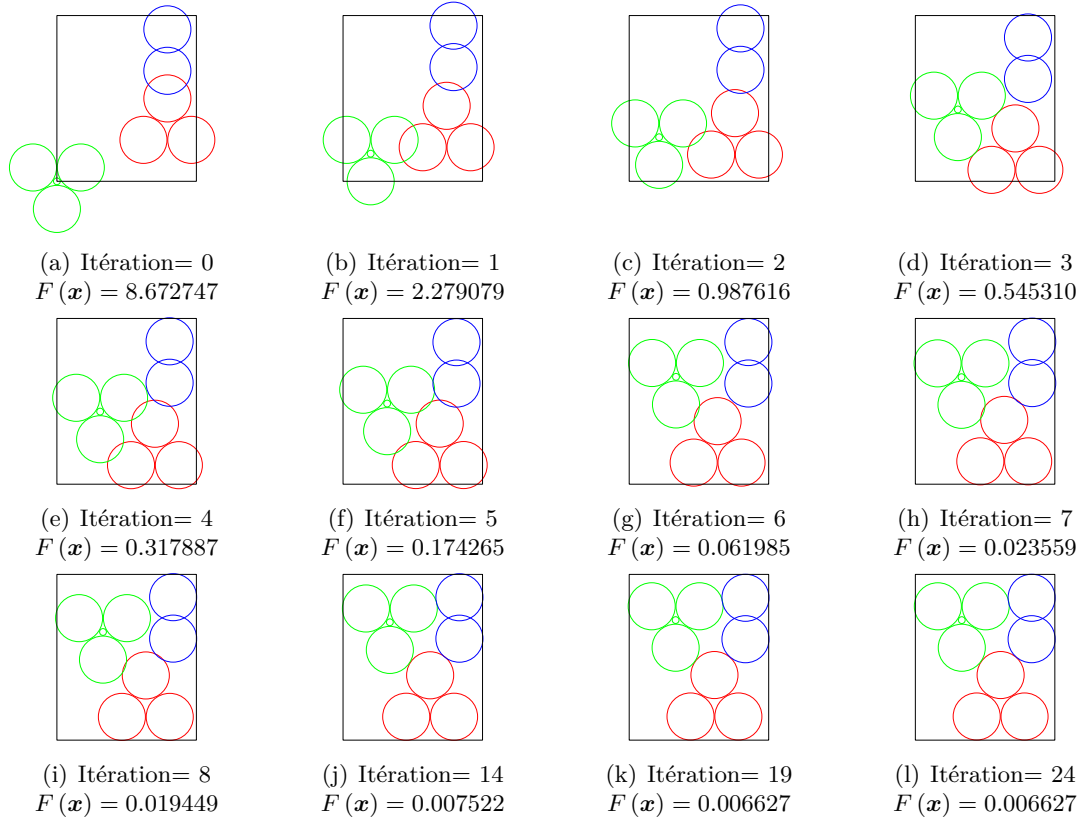 (a) Itération= 0
F (x) = 8.672747
(b) Itération= 1
F (x) = 2.279079
(c) Itération= 2
F (x) = 0.987616
(d) Itération= 3
F (x) = 0.545310
(e) Itération= 4
F (x) = 0.317887
(f) Itération= 5
F (x) = 0.174265
(g) Itération= 6
F (x) = 0.061985
(h) Itération= 7
F (x) = 0.023559
(i) Itération= 8
F (x) = 0.019449
(j) Itération= 14
F (x) = 0.007522
(k) Itération= 19
F (x) = 0.006627
(l) Itération= 24
F (x) = 0.006627